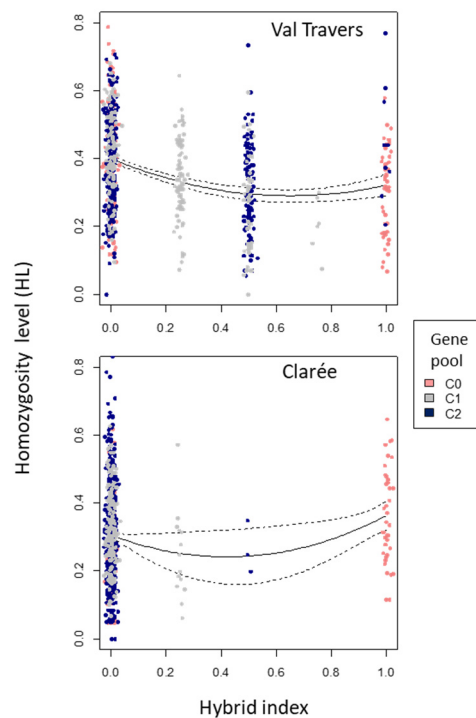 Val Travers
0.8
0.6
0.4
0.2
0.0
0.0 0.2 0.4 0.6 0.8 1.0
Homozygosity level (HL)
Gene
pool
C0
C1
C2
Clarée
0.8
0.6
0.4
0.2
0.0
0.0 0.2 0.4 0.6 0.8 1.0
Hybrid index